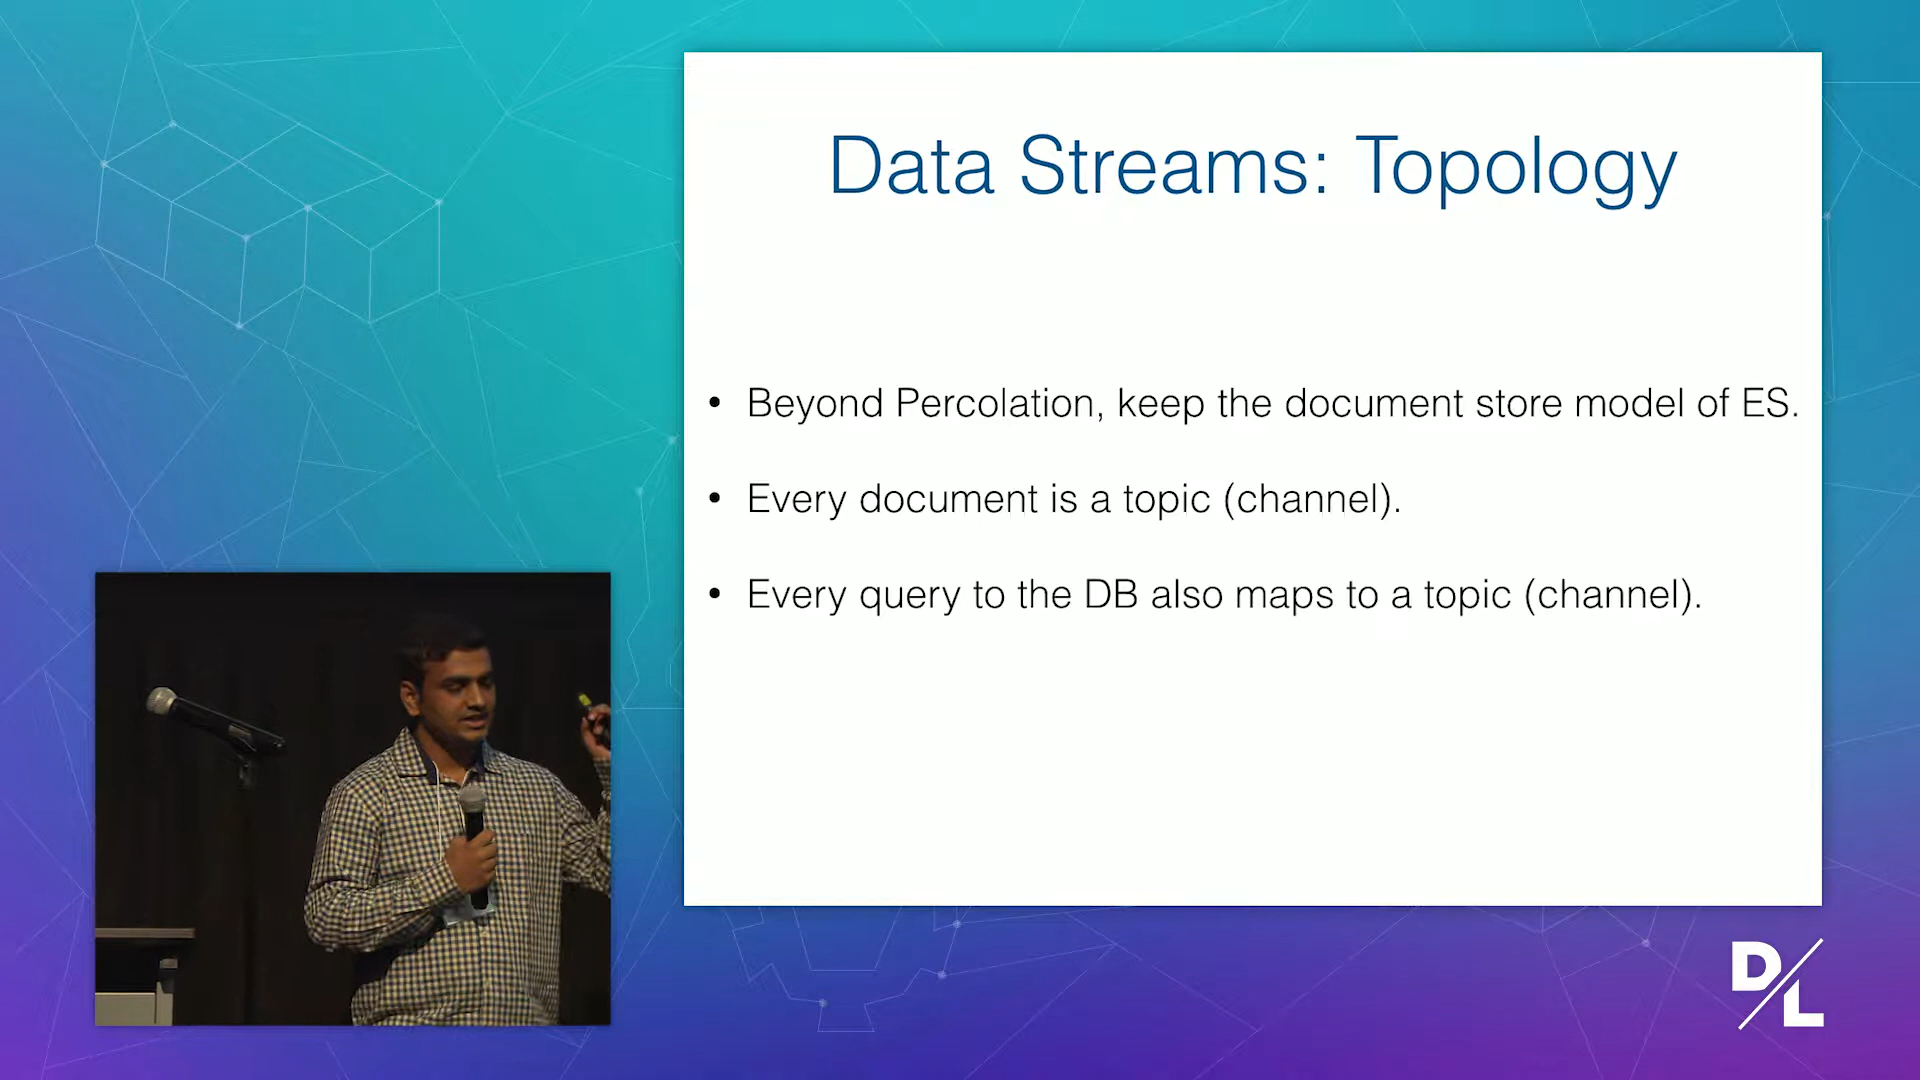 Data Streams: Topology
• Beyond Percolation, keep the document store model of ES.
• Every document is a topic (channel).
• Every query to the DB also maps to a topic (channel).
D/L